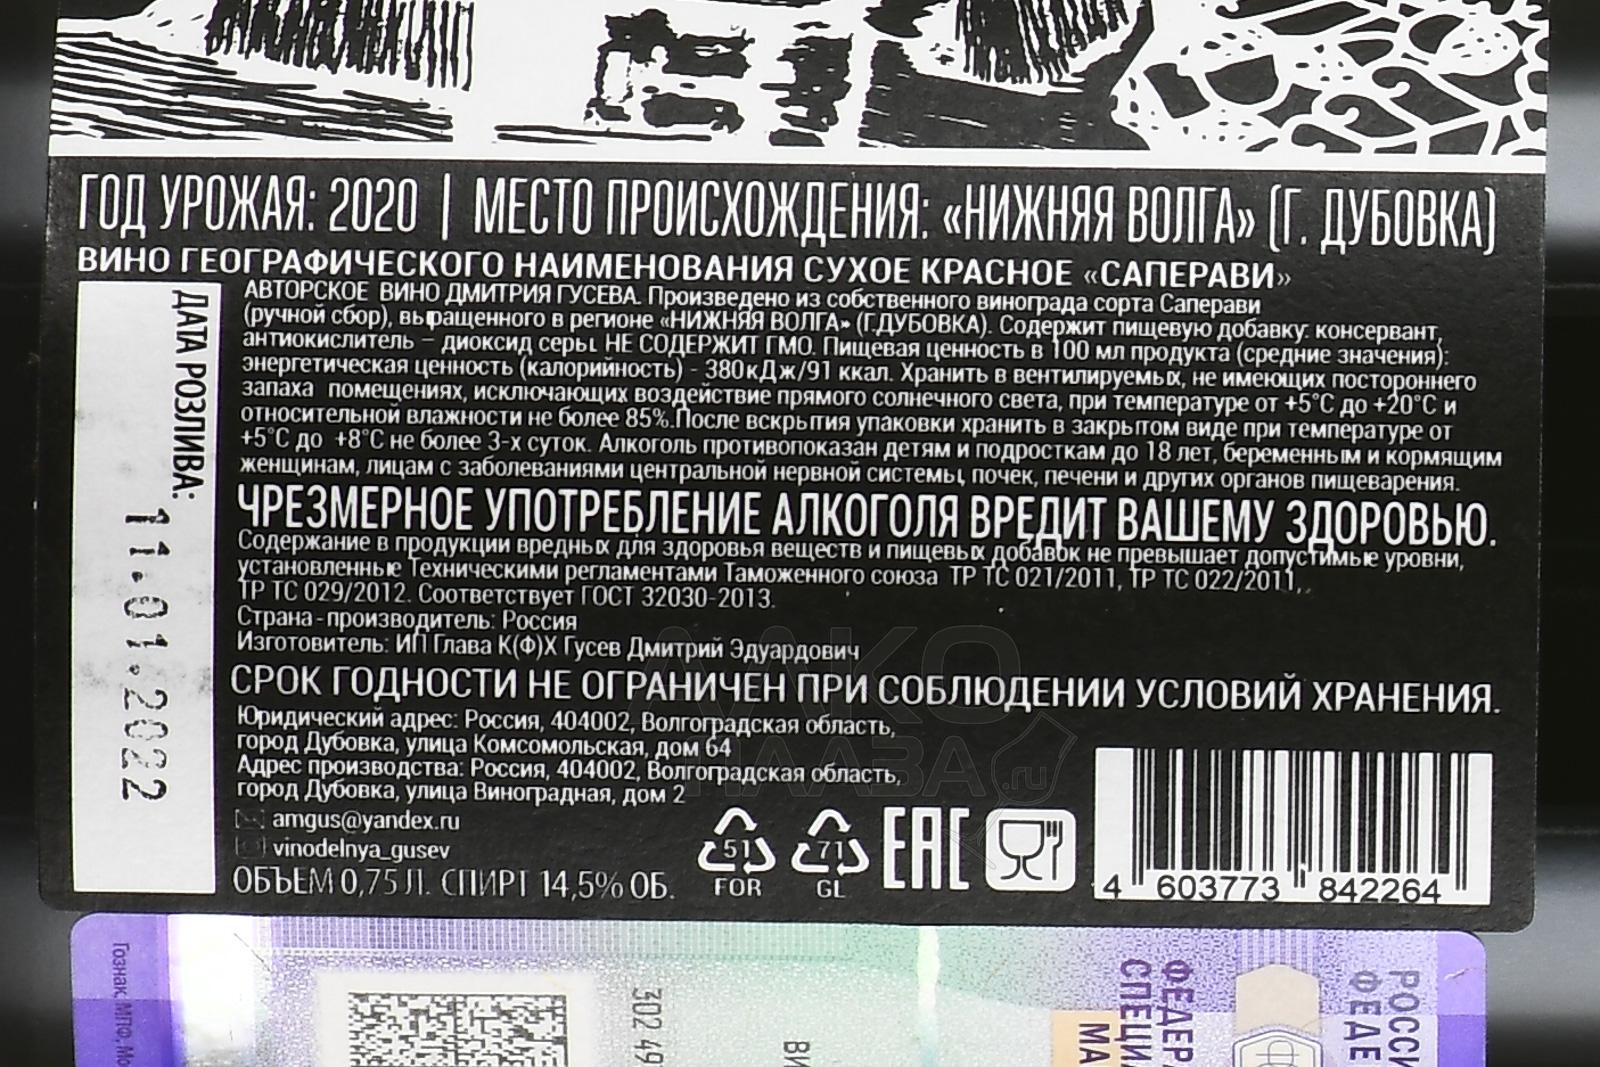 ГОД УРОЖАЯ: 2020 | МЕСТО ПРОИСХОЖДЕНИЯ: «НИЖНЯЯ ВОЛГА» (Г. ДУБОВКА)
ВИНО ГЕОГРАФИЧЕСКОГО НАИМЕНОВАНИЯ СУХОЕ КРАСНОЕ «САПЕРАВИ»
АВТОРСКОЕ ВИНО ДМИТРИЯ ГУСЕВА. Произведено из собственного винограда сорта Саперави
(ручной сбор), выращенного в регионе «НИЖНЯЯ ВОЛГА» (Г.ДУБОВКА). Содержит пищевую добавку: консервант,
антиокислитель – диоксид серы. НЕ СОДЕРЖИТ ГМО. Пищевая ценность в 100 мл продукта (средние значения):
энергетическая ценность (калорийность) - 380кДж/91 ккал. Хранить в вентилируемых, не имеющих постороннего
запаха помещениях, исключающих воздействие прямого солнечного света, при температуре от +5°С до +20°С и
относительной влажности не более 85%.После вскрытия упаковки хранить в закрытом виде при температуре от
+5°С до +8°С не более 3-х суток. Алкоголь противопоказан детям и подросткам до 18 лет, беременным и кормящим
женщинам, лицам с заболеваниями центральной нервной системы, почек, печени и других органов пищеварения.
ЧРЕЗМЕРНОЕ УПОТРЕБЛЕНИЕ АЛКОГОЛЯ ВРЕДИТ ВАШЕМУ ЗДОРОВЬЮ.
Содержание в продукции вредных для здоровья веществ и пищевых добавок не превышает допустимые уровни,
установленные Техническими регламентами Таможенного союза ТР ТС 021/2011, ТР ТС 022/2011,
ТР ТС 029/2012. Соответствует ГОСТ 32030-2013.
Страна-производитель: Россия
Изготовитель: ИП Глава К(Ф)Х Гусев Дмитрий Эдуардович
СРОК ГОДНОСТИ НЕ ОГРАНИЧЕН ПРИ СОБЛЮДЕНИИ УСЛОВИЙ ХРАНЕНИЯ.
Юридический адрес: Россия, 404002, Волгоградская область,
город Дубовка, улица Комсомольская, дом 64
Адрес производства: Россия, 404002, Волгоградская область,
город Дубовка, улица Виноградная, дом 2
amgus@yandex.ru
vinodelnya_gusev
ОБЪЕМ 0,75 Л. СПИРТ 14,5% ОБ.
51
FOR
71
GL
EAC
4 603773 842264
ДАТА РОЗЛИВА:
11.01.2022
АЛКО
ПЛАЗА
.ru
Гознак, МПФ,
302 49